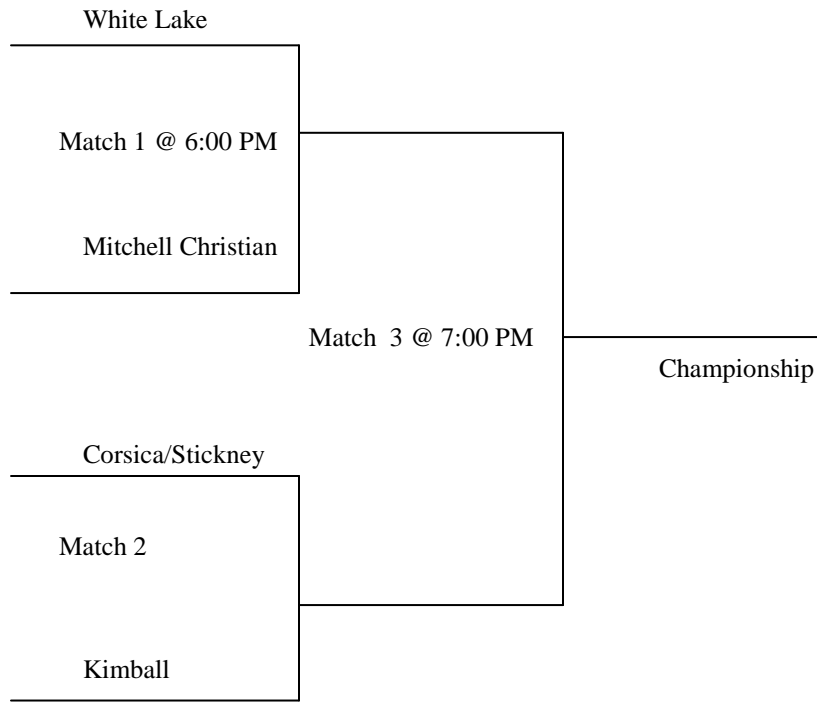 White Lake
Match 1 @ 6:00 PM
Mitchell Christian
Match  3 @ 7:00 PM
Championship
Corsica/Stickney
Match 2
Kimball